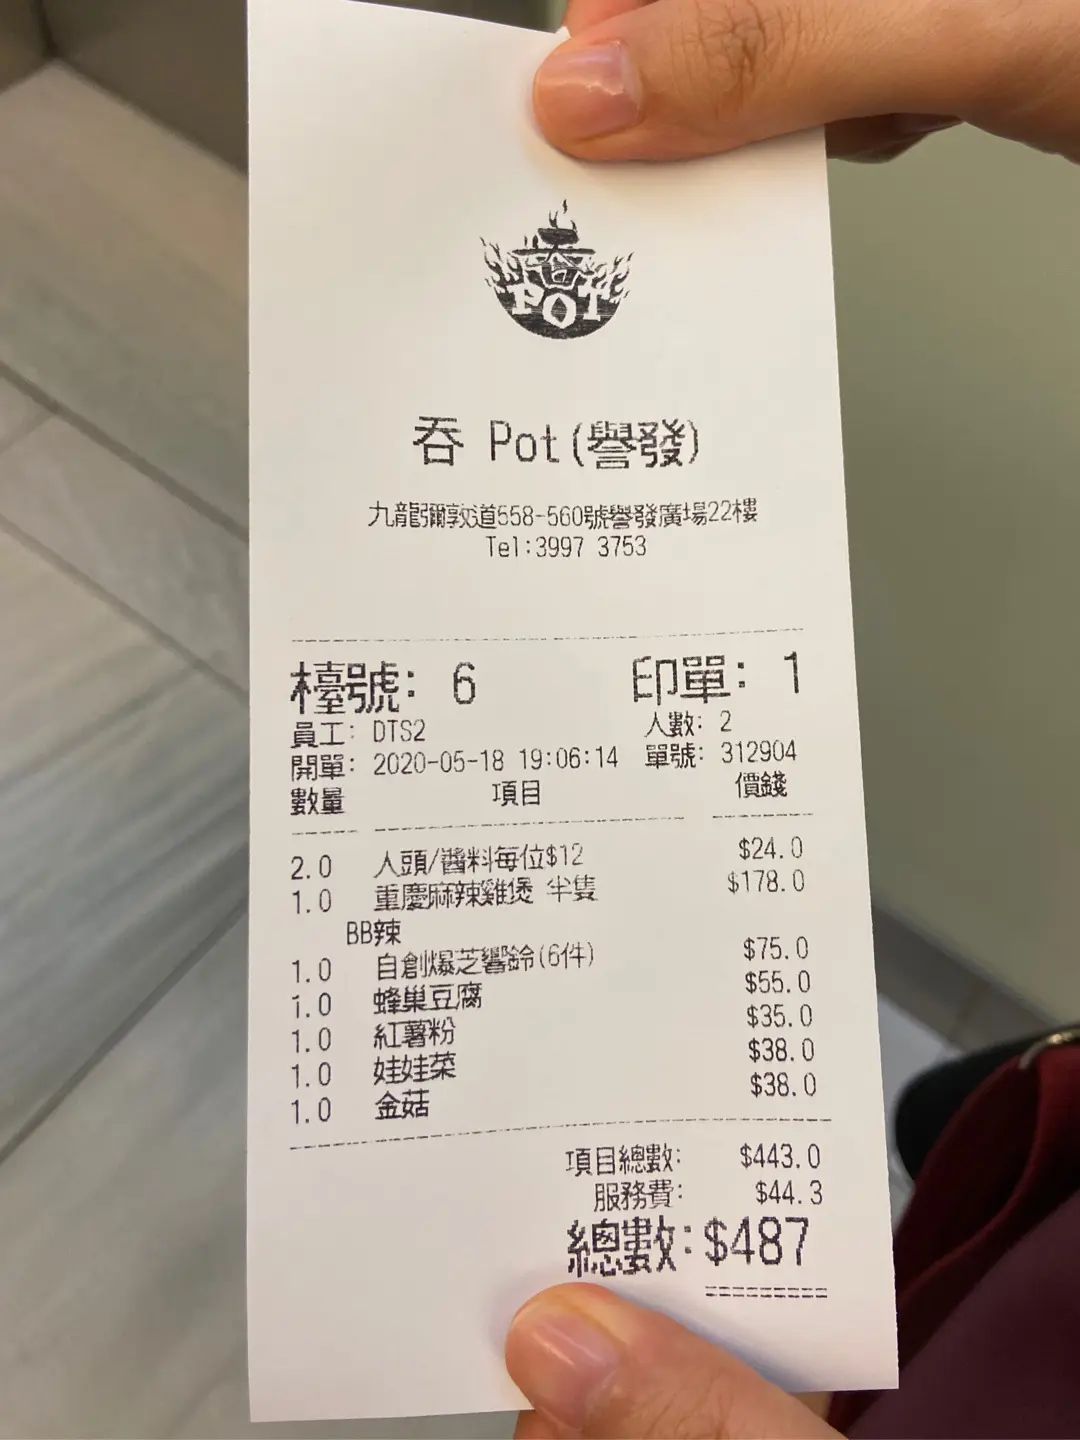 吞
POT
吞 Pot(譽發)
九龍彌敦道558-560號譽發廣場22樓
Tel:3997 3753
檯號: 6 印單: 1
員工: DTS2 人數: 2
開單: 2020-05-18 19:06:14 單號: 312904
數量 項目 價錢
2.0 人頭/醬料每位$12 $24.0
1.0 重慶麻辣雞煲 半隻 $178.0
BB辣
1.0 自創爆芝響鈴(6件) $75.0
1.0 蜂巢豆腐 $55.0
1.0 紅薯粉 $35.0
1.0 娃娃菜 $38.0
1.0 金菇 $38.0
項目總數: $443.0
服務費: $44.3
總數:$487